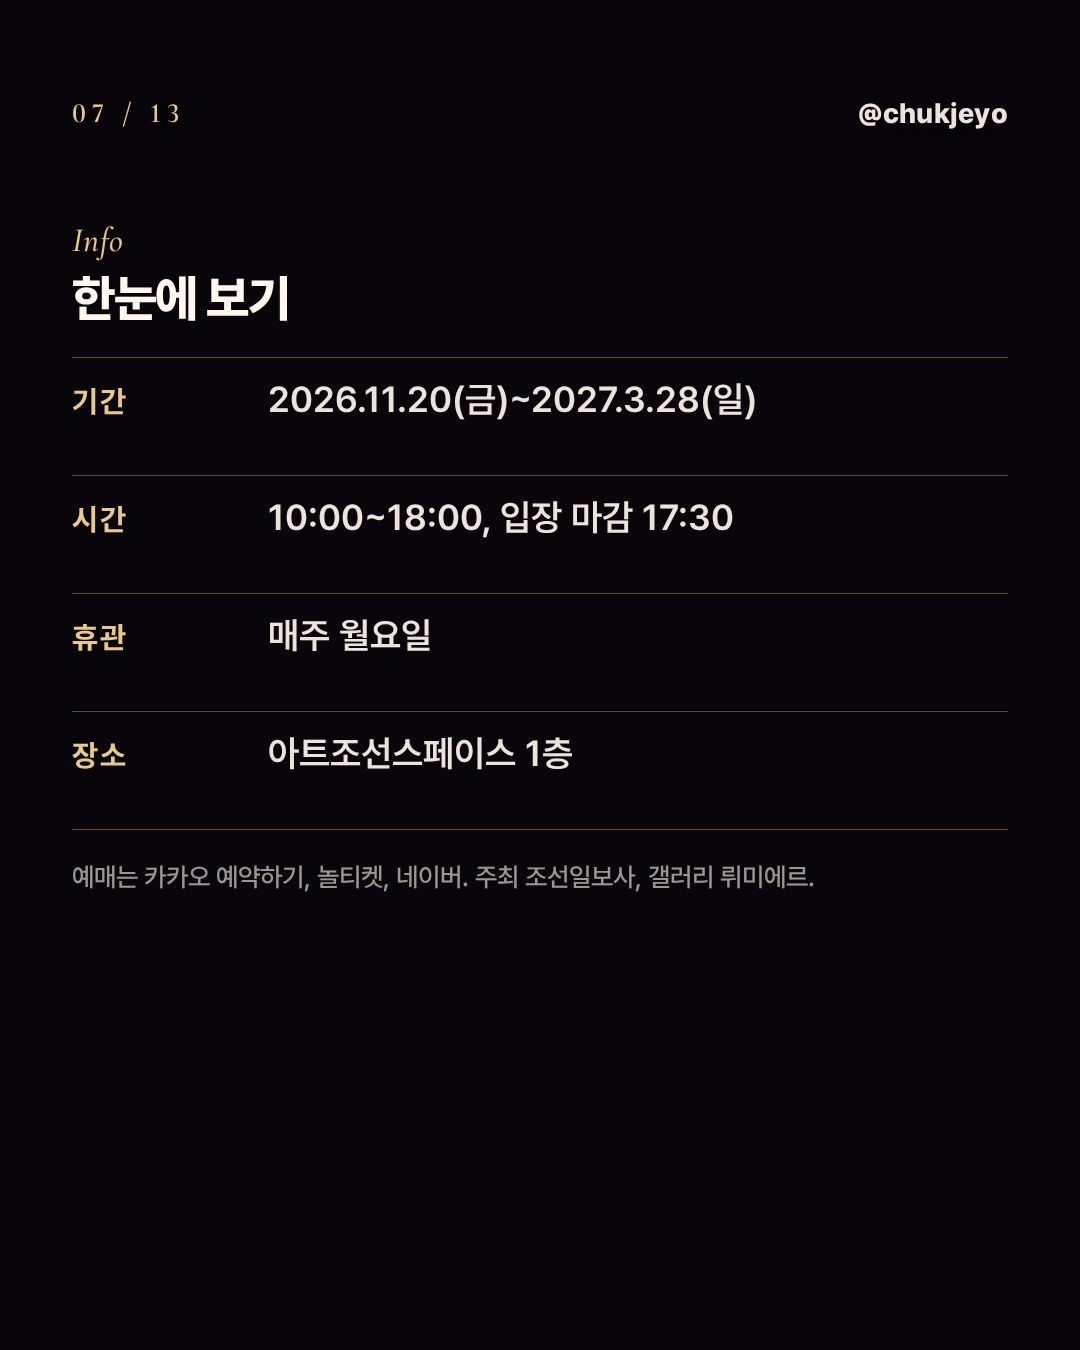 07 / 13
@chukjeyo
Info
한눈에 보기
기간 2026.11.20(금)~2027.3.28(일)
시간 10:00~18:00, 입장 마감 17:30
휴관 매주 월요일
장소 아트조선스페이스 1층
예매는 카카오 예약하기, 놀티켓, 네이버. 주최 조선일보사, 갤러리 뤼미에르.